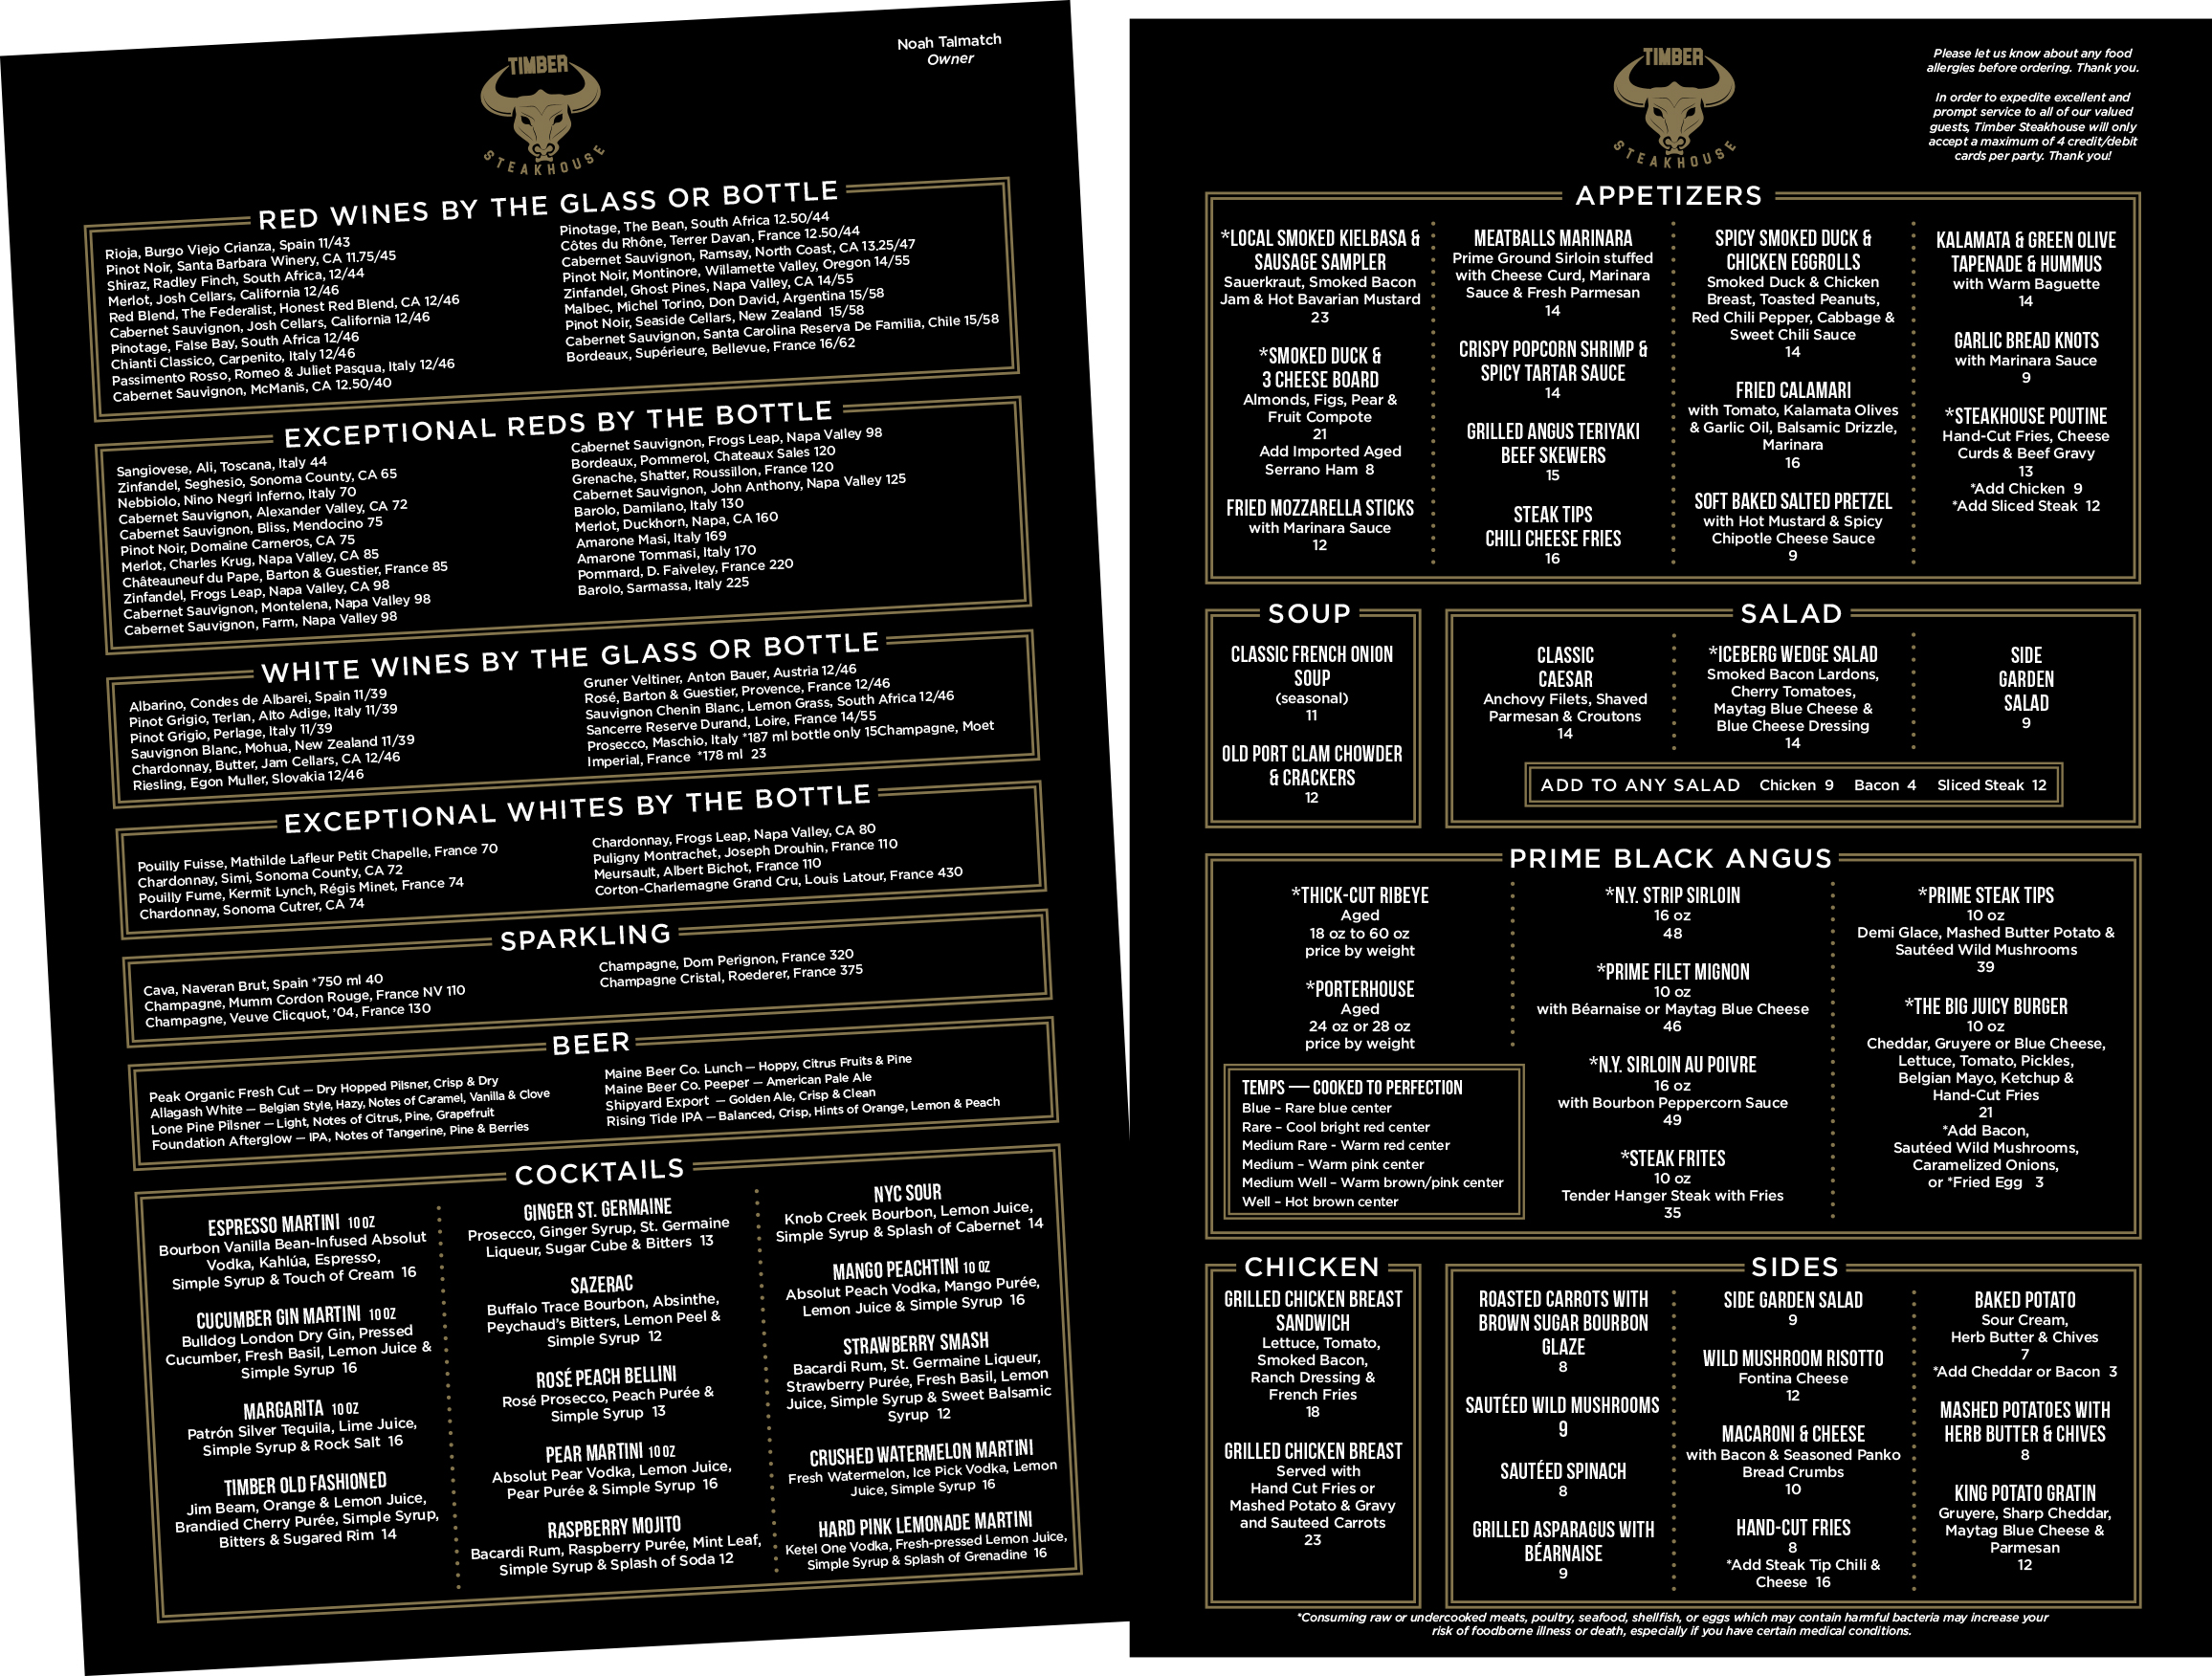 TIMBER
STEAKHOUSE
Noah Talmatch
Owner
RED WINES BY THE GLASS OR BOTTLE
Rioja, Burgo Viejo Crianza, Spain 11/43
Pinot Noir, Santa Barbara Winery, CA 11.75/45
Shiraz, Radley Finch, South Africa, 12/44
Merlot, Josh Cellars, California 12/46
Red Blend, The Federalist, Honest Red Blend, CA 12/46
Cabernet Sauvignon, Josh Cellars, California 12/46
Pinotage, False Bay, South Africa 12/46
Chianti Classico, Carpenito, Italy 12/46
Passimento Rosso, Romeo & Juliet Pasqua, Italy 12/46
Cabernet Sauvignon, McManis, CA 12.50/40
Pinotage, The Bean, South Africa 12.50/44
Côtes du Rhône, Terrer Davan, France 12.50/44
Cabernet Sauvignon, Ramsay, North Coast, CA 13,25/47
Pinot Noir, Montinore, Willamette Valley, Oregon 14/55
Zinfandel, Ghost Pines, Napa Valley, CA 14/55
Malbec, Michel Torino, Don David, Argentina 15/58
Pinot Noir, Seaside Cellars, New Zealand 15/58
Cabernet Sauvignon, Santa Carolina Reserva De Familia, Chile 15/58
Bordeaux, Supérieure, Bellevue, France 16/62
EXCEPTIONAL REDS BY THE BOTTLE
Sangiovese, Ali, Toscana, Italy 44
Zinfandel, Seghesio, Sonoma County, CA 65
Nebbiolo, Nino Negri Inferno, Italy 70
Cabernet Sauvignon, Alexander Valley, CA 72
Cabernet Sauvignon, Bliss, Mendocino 75
Pinot Noir, Domaine Carneros, CA 75
Merlot, Charles Krug, Napa Valley, CA 85
Châteauneuf du Pape, Barton & Guestier, France 85
Zinfandel, Frogs Leap, Napa Valley, CA 98
Cabernet Sauvignon, Montelena, Napa Valley 98
Cabernet Sauvignon, Farm, Napa Valley 98
Cabernet Sauvignon, Frogs Leap, Napa Valley 98
Bordeaux, Pommerol, Chateaux Sales 120
Grenache, Shatter, Roussillon, France 120
Cabernet Sauvignon, John Anthony, Napa Valley 125
Barolo, Damilano, Italy 130
Merlot, Duckhorn, Napa, CA 160
Amarone Masi, Italy 169
Amarone Tommasi, Italy 170
Pommard, D. Faiveley, France 220
Barolo, Sarmassa, Italy 225
WHITE WINES BY THE GLASS OR BOTTLE
Albarino, Condes de Albarei, Spain 11/39
Pinot Grigio, Terlan, Alto Adige, Italy 11/39
Pinot Grigio, Perlage, Italy 11/39
Sauvignon Blanc, Mohua, New Zealand 11/39
Chardonnay, Butter, Jam Cellars, CA 12/46
Riesling, Egon Muller, Slovakia 12/46
Gruner Veltiner, Anton Bauer, Austria 12/46
Rosé, Barton & Guestier, Provence, France 12/46
Sauvignon Chenin Blanc, Lemon Grass, South Africa 12/46
Sancerre Reserve Durand, Loire, France 14/55
Prosecco, Maschio, Italy *187 ml bottle only 15Champagne, Moet
Imperial, France *178 ml 23
EXCEPTIONAL WHITES BY THE BOTTLE
Pouilly Fuisse, Mathilde Lafleur Petit Chapelle, France 70
Chardonnay, Simi, Sonoma County, CA 72
Pouilly Fume, Kermit Lynch, Régis Minet, France 74
Chardonnay, Sonoma Cutrer, CA 74
Chardonnay, Frogs Leap, Napa Valley, CA 80
Puligny Montrachet, Joseph Drouhin, France 110
Meursault, Albert Bichot, France 110
Corton-Charlemagne Grand Cru, Louis Latour, France 430
SPARKLING
Cava, Naveran Brut, Spain *750 ml 40
Champagne, Mumm Cordon Rouge, France NV 110
Champagne, Veuve Clicquot, ’04, France 130
Champagne, Dom Perignon, France 320
Champagne Cristal, Roederer, France 375
BEER
Peak Organic Fresh Cut — Dry Hopped Pilsner, Crisp & Dry
Allagash White — Belgian Style, Hazy, Notes of Caramel, Vanilla & Clove
Lone Pine Pilsner — Light, Notes of Citrus, Pine, Grapefruit
Foundation Afterglow — IPA, Notes of Tangerine, Pine & Berries
Maine Beer Co. Lunch — Hoppy, Citrus Fruits & Pine
Maine Beer Co. Peeper — American Pale Ale
Shipyard Export — Golden Ale, Crisp & Clean
Rising Tide IPA — Balanced, Crisp, Hints of Orange, Lemon & Peach
COCKTAILS
ESPRESSO MARTINI 10 OZ
Bourbon Vanilla Bean-Infused Absolut
Vodka, Kahlúa, Espresso,
Simple Syrup & Touch of Cream 16
CUCUMBER GIN MARTINI 10 OZ
Bulldog London Dry Gin, Pressed
Cucumber, Fresh Basil, Lemon Juice &
Simple Syrup 16
MARGARITA 10 OZ
Patrón Silver Tequila, Lime Juice,
Simple Syrup & Rock Salt 16
TIMBER OLD FASHIONED
Jim Beam, Orange & Lemon Juice,
Brandied Cherry Purée, Simple Syrup,
Bitters & Sugared Rim 14
GINGER ST. GERMAINE
Prosecco, Ginger Syrup, St. Germaine
Liqueur, Sugar Cube & Bitters 13
SAZERAC
Buffalo Trace Bourbon, Absinthe,
Peychaud’s Bitters, Lemon Peel &
Simple Syrup 12
ROSÉ PEACH BELLINI
Rosé Prosecco, Peach Purée &
Simple Syrup 13
PEAR MARTINI 10 OZ
Absolut Pear Vodka, Lemon Juice,
Pear Purée & Simple Syrup 16
RASPBERRY MOJITO
Bacardi Rum, Raspberry Purée, Mint Leaf,
Simple Syrup & Splash of Soda 12
NYC SOUR
Knob Creek Bourbon, Lemon Juice,
Simple Syrup & Splash of Cabernet 14
MANGO PEACHTINI 10 OZ
Absolut Peach Vodka, Mango Purée,
Lemon Juice & Simple Syrup 16
STRAWBERRY SMASH
Bacardi Rum, St. Germaine Liqueur,
Strawberry Purée, Fresh Basil, Lemon
Juice, Simple Syrup & Sweet Balsamic
Syrup 12
CRUSHED WATERMELON MARTINI
Fresh Watermelon, Ice Pick Vodka, Lemon
Juice, Simple Syrup 16
HARD PINK LEMONADE MARTINI
Ketel One Vodka, Fresh-pressed Lemon Juice,
Simple Syrup & Splash of Grenadine 16
TIMBER
STEAKHOUSE
Please let us know about any food
allergies before ordering. Thank you.
In order to expedite excellent and
prompt service to all of our valued
guests, Timber Steakhouse will only
accept a maximum of 4 credit/debit
cards per party. Thank you!
APPETIZERS
*LOCAL SMOKED KIELBASA &
SAUSAGE SAMPLER
Sauerkraut, Smoked Bacon
Jam & Hot Bavarian Mustard
23
*SMOKED DUCK &
3 CHEESE BOARD
Almonds, Figs, Pear &
Fruit Compote
21
Add Imported Aged
Serrano Ham 8
FRIED MOZZARELLA STICKS
with Marinara Sauce
12
MEATBALLS MARINARA
Prime Ground Sirloin stuffed
with Cheese Curd, Marinara
Sauce & Fresh Parmesan
14
CRISPY POPCORN SHRIMP &
SPICY TARTAR SAUCE
14
GRILLED ANGUS TERIYAKI
BEEF SKEWERS
15
STEAK TIPS
CHILI CHEESE FRIES
16
SPICY SMOKED DUCK &
CHICKEN EGGROLLS
Smoked Duck & Chicken
Breast, Toasted Peanuts,
Red Chili Pepper, Cabbage &
Sweet Chili Sauce
14
FRIED CALAMARI
with Tomato, Kalamata Olives
& Garlic Oil, Balsamic Drizzle,
Marinara
16
SOFT BAKED SALTED PRETZEL
with Hot Mustard & Spicy
Chipotle Cheese Sauce
9
KALAMATA & GREEN OLIVE
TAPENADE & HUMMUS
with Warm Baguette
14
GARLIC BREAD KNOTS
with Marinara Sauce
9
*STEAKHOUSE POUTINE
Hand-Cut Fries, Cheese
Curds & Beef Gravy
13
*Add Chicken 9
*Add Sliced Steak 12
SOUP
CLASSIC FRENCH ONION
SOUP
(seasonal)
11
OLD PORT CLAM CHOWDER
& CRACKERS
12
SALAD
CLASSIC
CAESAR
Anchovy Filets, Shaved
Parmesan & Croutons
14
*ICEBERG WEDGE SALAD
Smoked Bacon Lardons,
Cherry Tomatoes,
Maytag Blue Cheese &
Blue Cheese Dressing
14
SIDE
GARDEN
SALAD
9
ADD TO ANY SALAD Chicken 9 Bacon 4 Sliced Steak 12
PRIME BLACK ANGUS
*THICK-CUT RIBEYE
Aged
18 oz to 60 oz
price by weight
*PORTERHOUSE
Aged
24 oz or 28 oz
price by weight
TEMPS — COOKED TO PERFECTION
Blue – Rare blue center
Rare – Cool bright red center
Medium Rare - Warm red center
Medium – Warm pink center
Medium Well – Warm brown/pink center
Well – Hot brown center
*N.Y. STRIP SIRLOIN
16 oz
48
*PRIME FILET MIGNON
10 oz
with Béarnaise or Maytag Blue Cheese
46
*N.Y. SIRLOIN AU POIVRE
16 oz
with Bourbon Peppercorn Sauce
49
*STEAK FRITES
10 oz
Tender Hanger Steak with Fries
35
*PRIME STEAK TIPS
10 oz
Demi Glace, Mashed Butter Potato &
Sautéed Wild Mushrooms
39
*THE BIG JUICY BURGER
10 oz
Cheddar, Gruyere or Blue Cheese,
Lettuce, Tomato, Pickles,
Belgian Mayo, Ketchup &
Hand-Cut Fries
21
*Add Bacon,
Sautéed Wild Mushrooms,
Caramelized Onions,
or *Fried Egg 3
CHICKEN
GRILLED CHICKEN BREAST
SANDWICH
Lettuce, Tomato,
Smoked Bacon,
Ranch Dressing &
French Fries
18
GRILLED CHICKEN BREAST
Served with
Hand Cut Fries or
Mashed Potato & Gravy
and Sauteed Carrots
23
SIDES
ROASTED CARROTS WITH
BROWN SUGAR BOURBON
GLAZE
8
SAUTÉED WILD MUSHROOMS
9
SAUTÉED SPINACH
8
GRILLED ASPARAGUS WITH
BÉARNAISE
9
SIDE GARDEN SALAD
9
WILD MUSHROOM RISOTTO
Fontina Cheese
12
MACARONI & CHEESE
with Bacon & Seasoned Panko
Bread Crumbs
10
HAND-CUT FRIES
8
*Add Steak Tip Chili &
Cheese 16
BAKED POTATO
Sour Cream,
Herb Butter & Chives
7
*Add Cheddar or Bacon 3
MASHED POTATOES WITH
HERB BUTTER & CHIVES
8
KING POTATO GRATIN
Gruyere, Sharp Cheddar,
Maytag Blue Cheese &
Parmesan
12
*Consuming raw or undercooked meats, poultry, seafood, shellfish, or eggs which may contain harmful bacteria may increase your
risk of foodborne illness or death, especially if you have certain medical conditions.